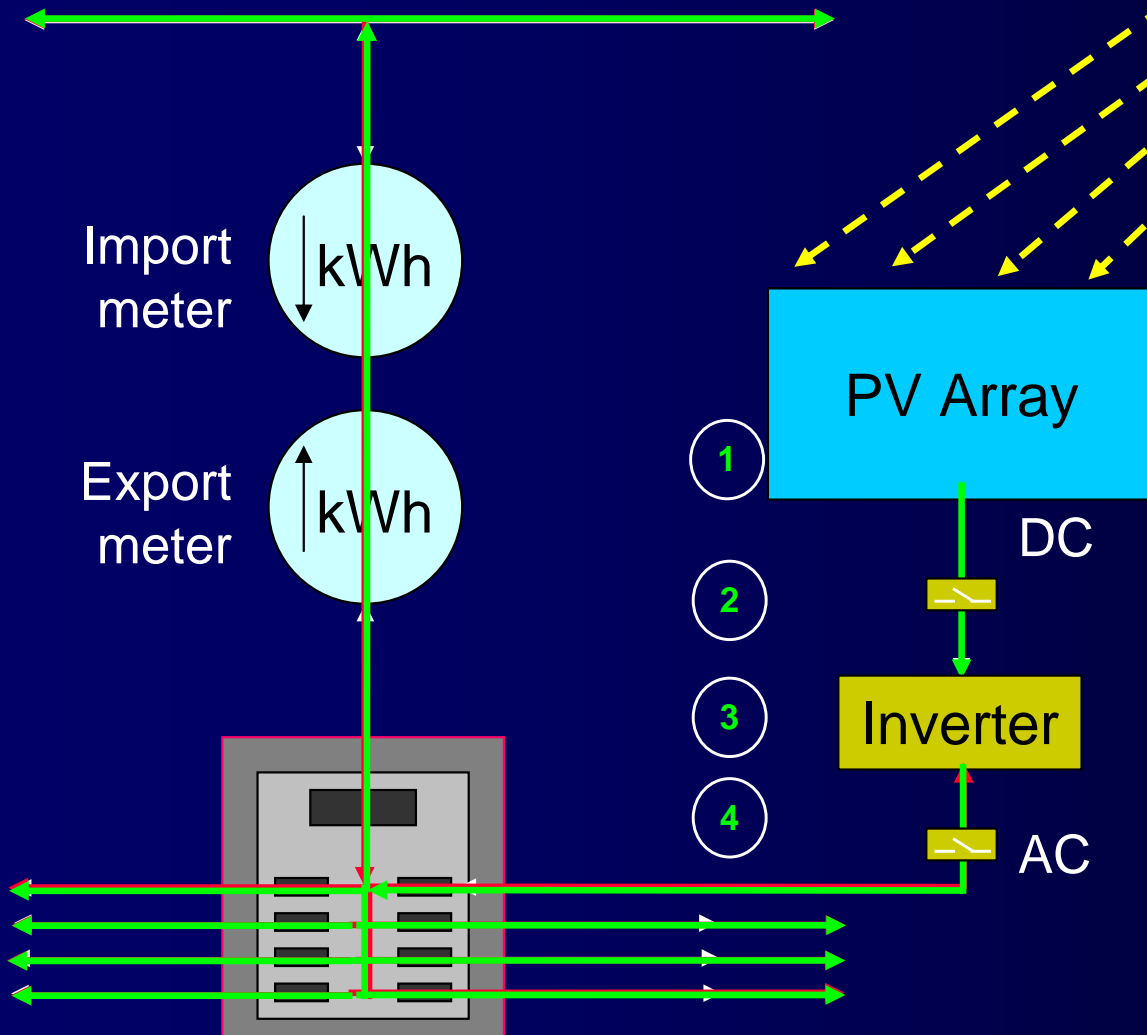 Import
meter
kWh
Export
meter
kWh
PV Array
1
DC
2
3
Inverter
4
AC